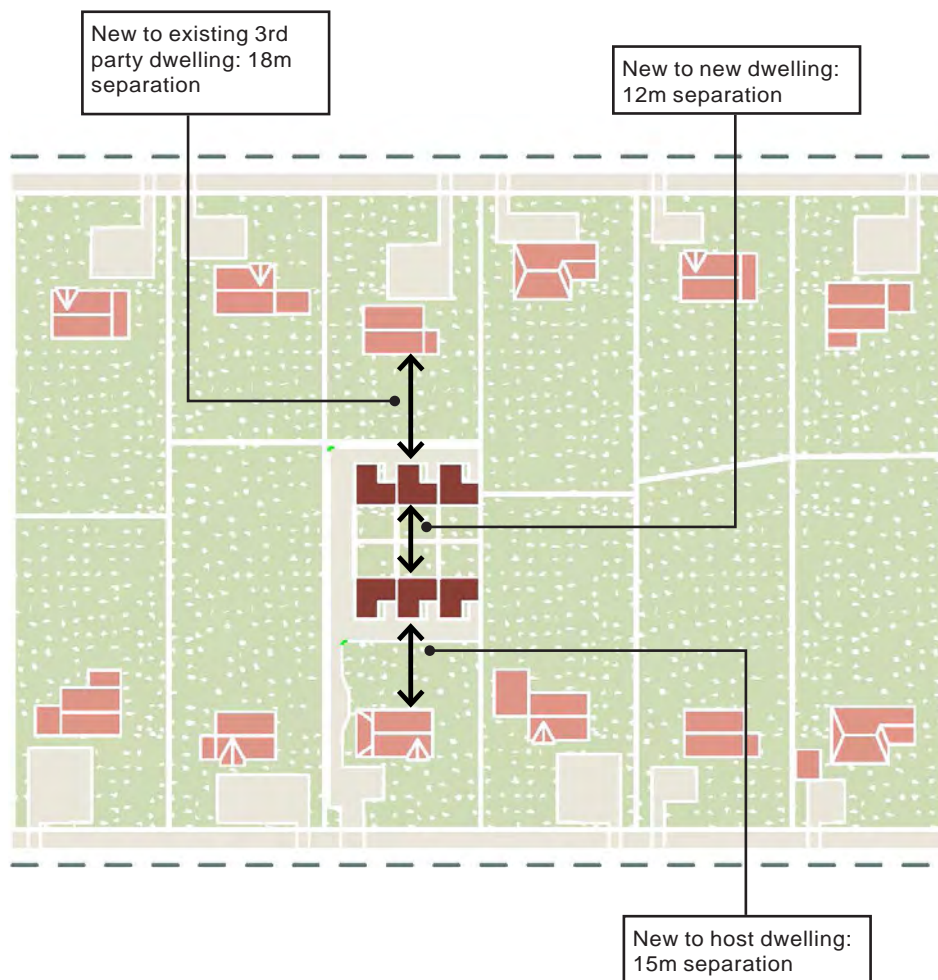 New to existing 3rd
party dwelling: 18m
separation
New to new dwelling:
12m separation
New to host dwelling:
15m separation